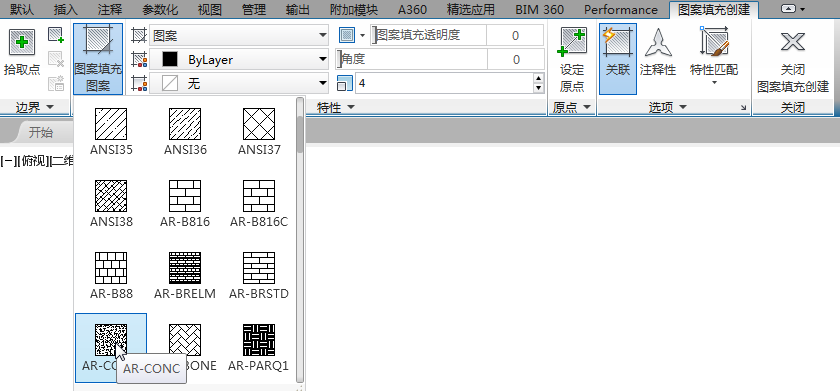 默认 插入 注释 参数化 视图 管理 输出 附加模块 A360 精选应用 BIM 360 Performance 图案填充创建
图案 图案填充透明度 0
ByLayer 角度 0
无 4
拾取点
图案填充
图案
设定
原点
关联
注释性
特性匹配
关闭
图案填充创建
边界 特性 原点 选项 关闭
开始
[−][俯视][二维
ANSI35 ANSI36 ANSI37
ANSI38 AR-B816 AR-B816C
AR-B88 AR-BRELM AR-BRSTD
AR-CO BONE AR-PARQ1
AR-CONC